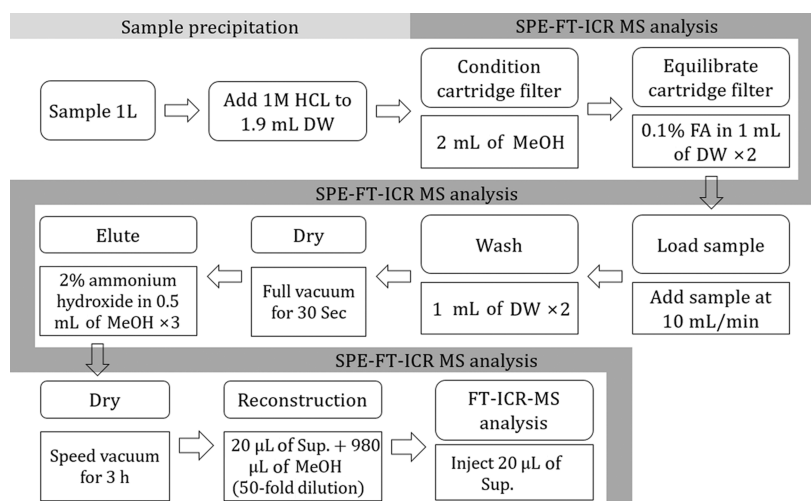 Sample precipitation
SPE-FT-ICR MS analysis
Sample 1L
Add 1M HCL to
1.9 mL DW
Condition
cartridge filter
2 mL of MeOH
Equilibrate
cartridge filter
0.1% FA in 1 mL
of DW ×2
SPE-FT-ICR MS analysis
Load sample
Add sample at
10 mL/min
Wash
1 mL of DW ×2
Dry
Full vacuum
for 30 Sec
Elute
2% ammonium
hydroxide in 0.5
mL of MeOH ×3
SPE-FT-ICR MS analysis
Dry
Speed vacuum
for 3 h
Reconstruction
20 μL of Sup. + 980
μL of MeOH
(50-fold dilution)
FT-ICR-MS
analysis
Inject 20 μL of
Sup.